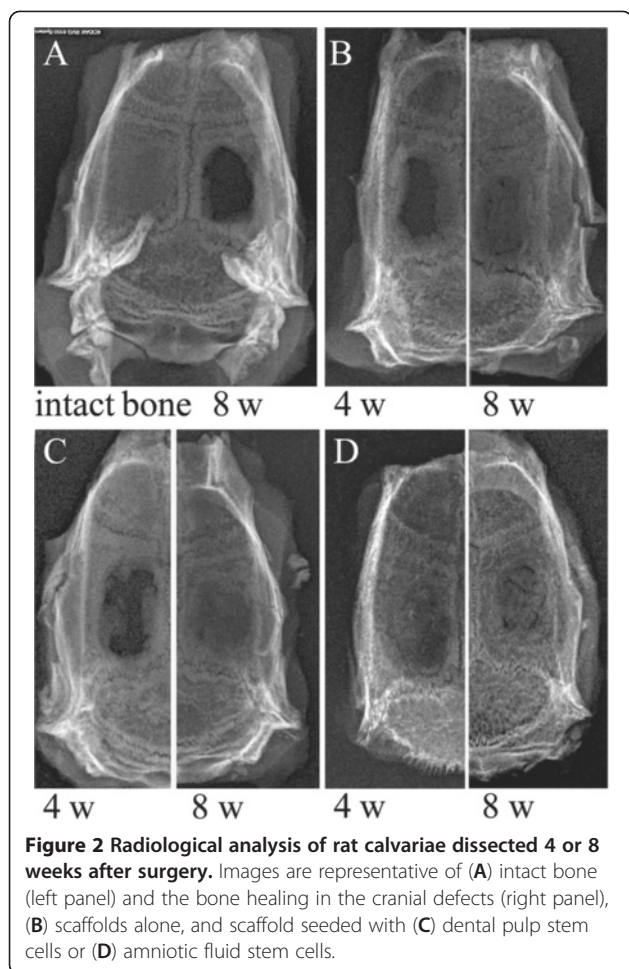 A
B
intact bone 8 w
4 w 8 w
C
D
4 w 8 w
4 w 8 w
Figure 2 Radiological analysis of rat calvariae dissected 4 or 8
weeks after surgery. Images are representative of (A) intact bone
(left panel) and the bone healing in the cranial defects (right panel),
(B) scaffolds alone, and scaffold seeded with (C) dental pulp stem
cells or (D) amniotic fluid stem cells.